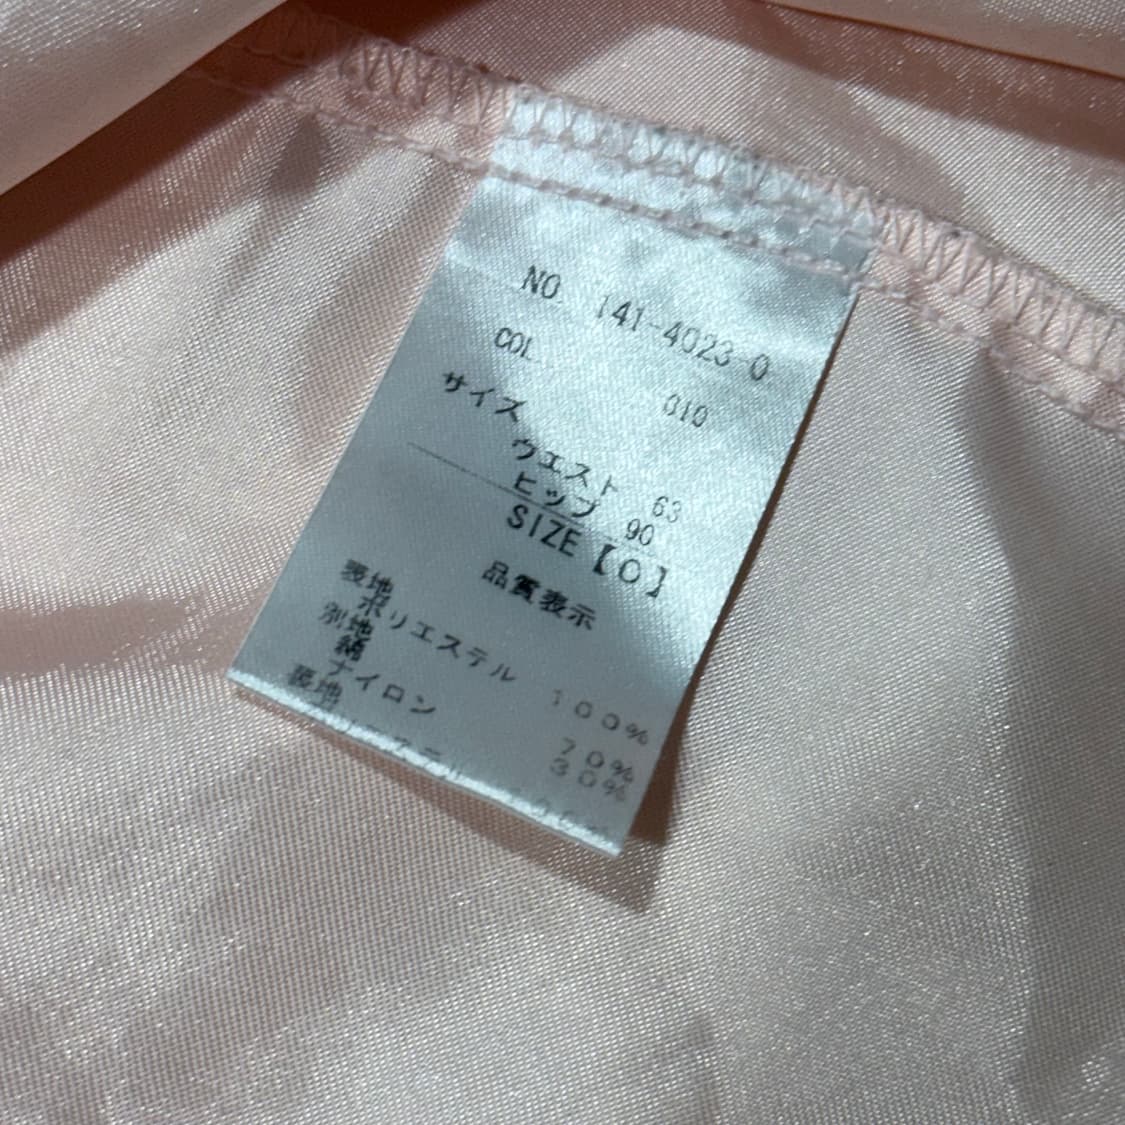 NO. 141-4023-0
COL 010
サイズ
ウエスト 63
ヒップ 90
SIZE【0】
品質表示
表地
ポリエステル 100%
別地
絹 70%
ナイロン 30%
裏地